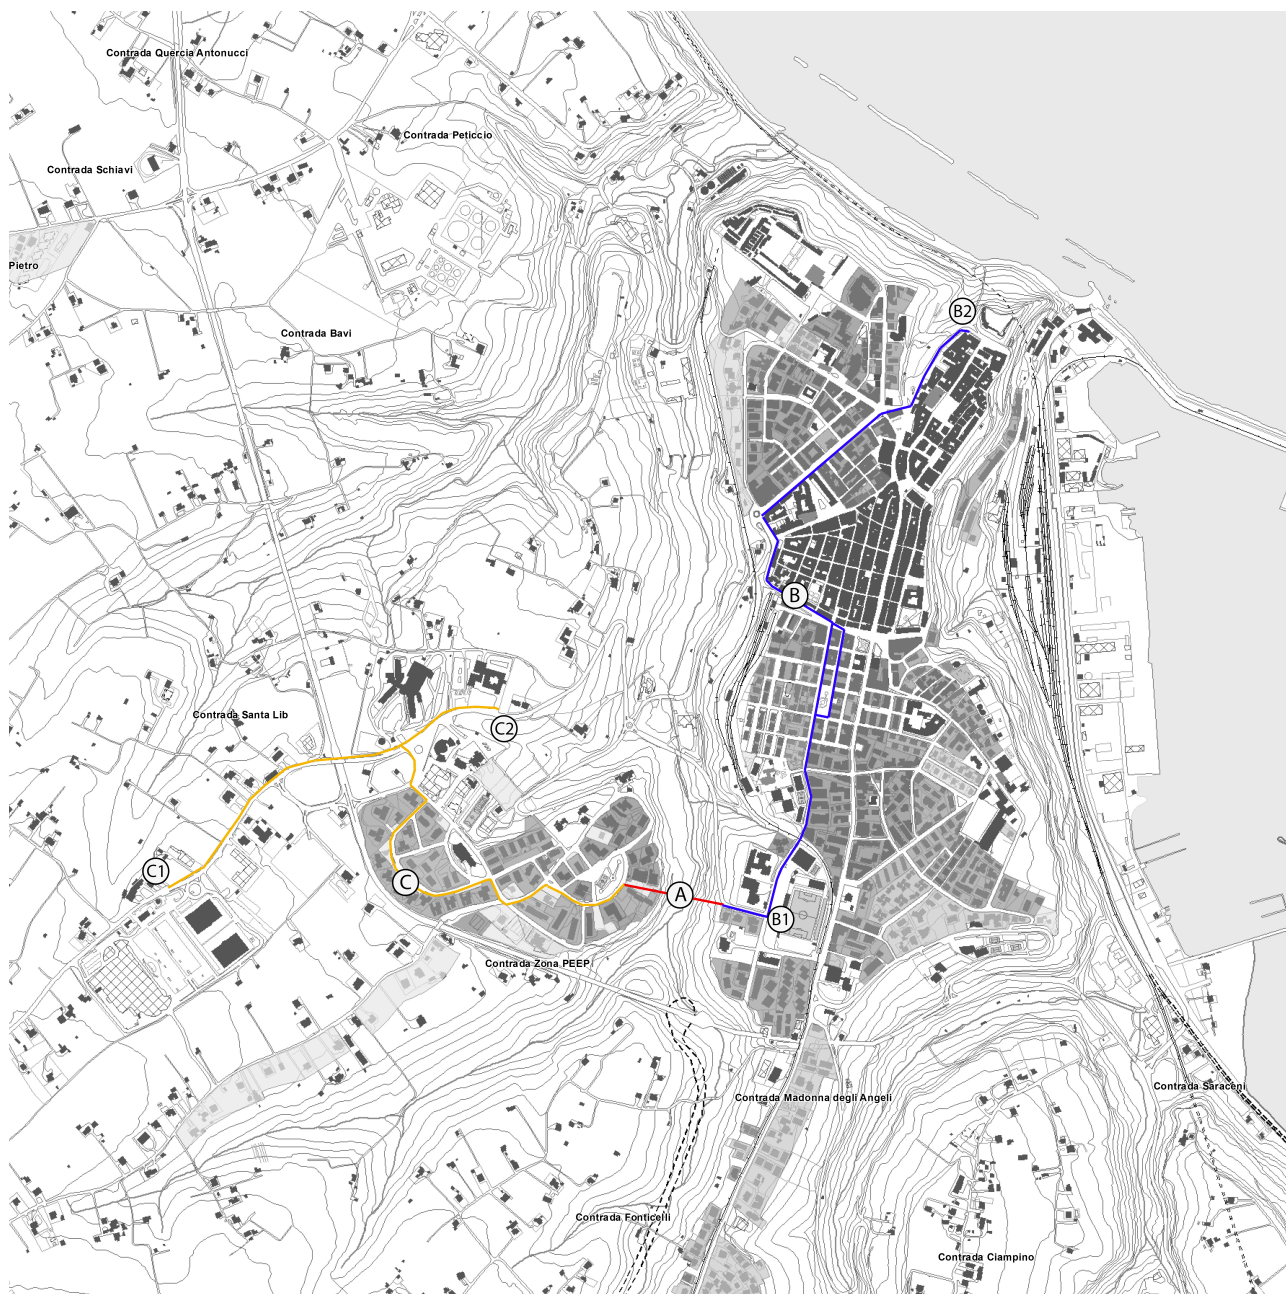 Contrada Quercia Antonucci
Contrada Peticcio
Contrada Schiavi
Pietro
B2
Contrada Bavi
B
Contrada Santa Lib
C2
C1
C
A
B1
Contrada Zona PEEP
Contrada Saraceni
Contrada Madonna degli Angeli
Contrada Fonticelli
Contrada Ciampino